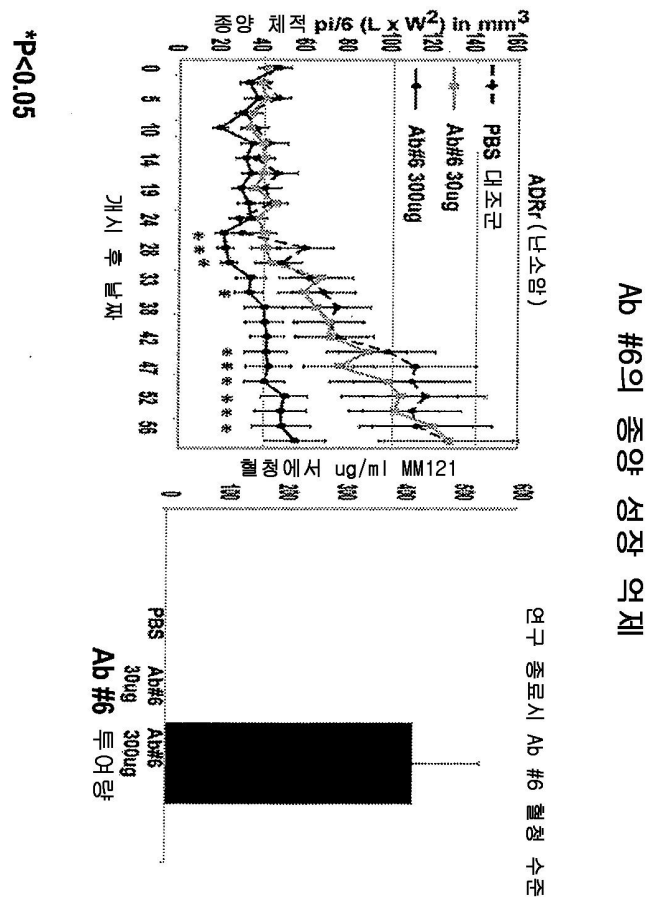 Ab #6의 종양 성장 억제
ADRr (난소암)
종양 체적 pi/6 (L x W²) in mm³
160
140
120
100
80
60
40
20
PBS 대조군
Ab#6 30ug
Ab#6 300ug
*** * *****
0 5 10 14 19 24 28 33 38 42 47 52 56
개시 후 날짜
*P<0.05
연구 종료시 Ab #6 혈청 수준
혈청에서 ug/ml MM121
600
500
400
300
200
100
0
PBS Ab#6 Ab#6
30ug 300ug
Ab #6 투여량